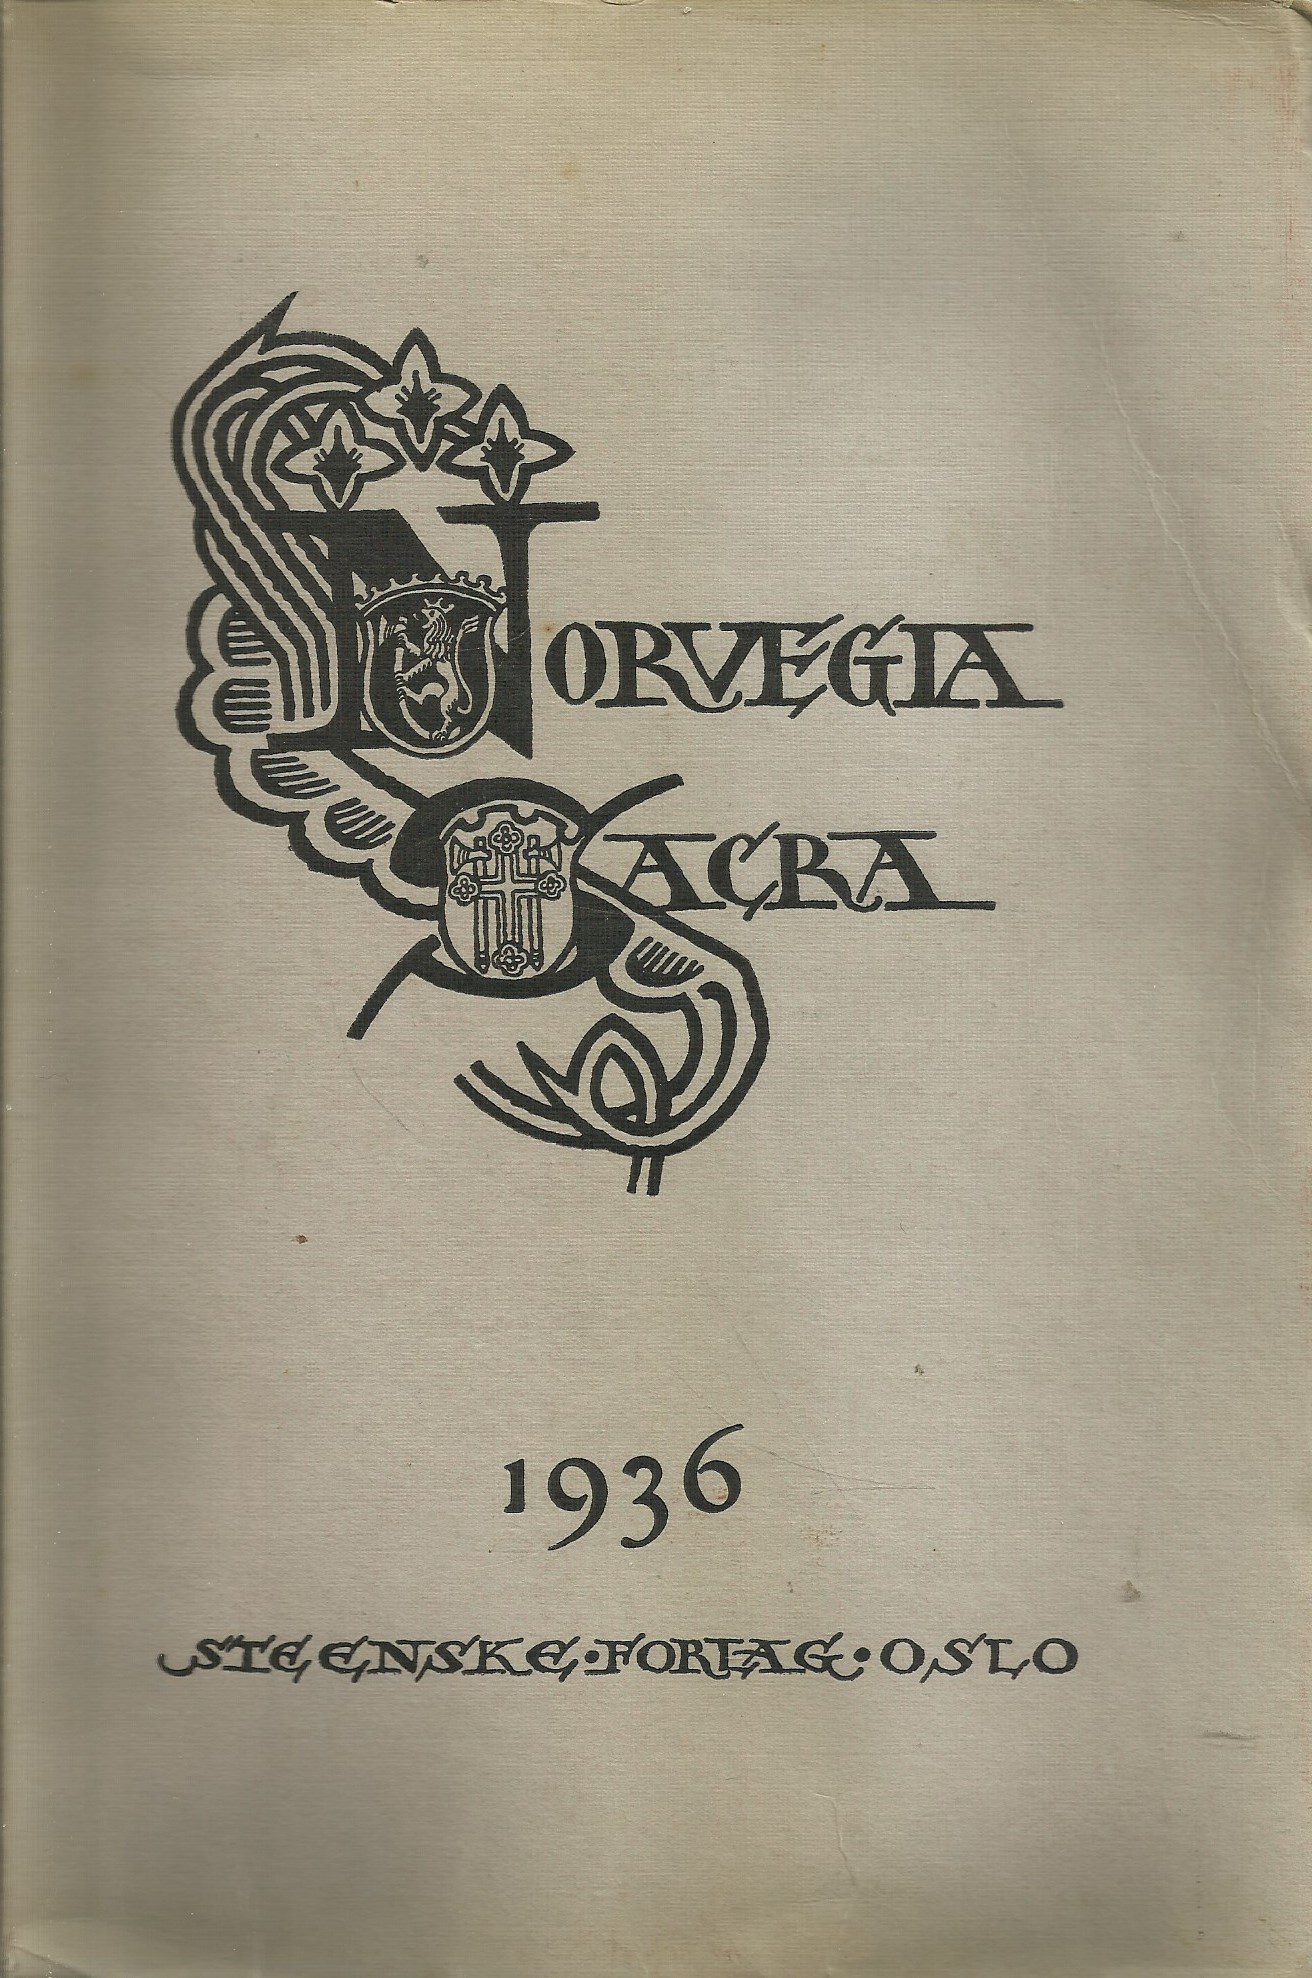 NORVEGIA
SACRA
1936
STEENSKE·FORLAG·OSLO